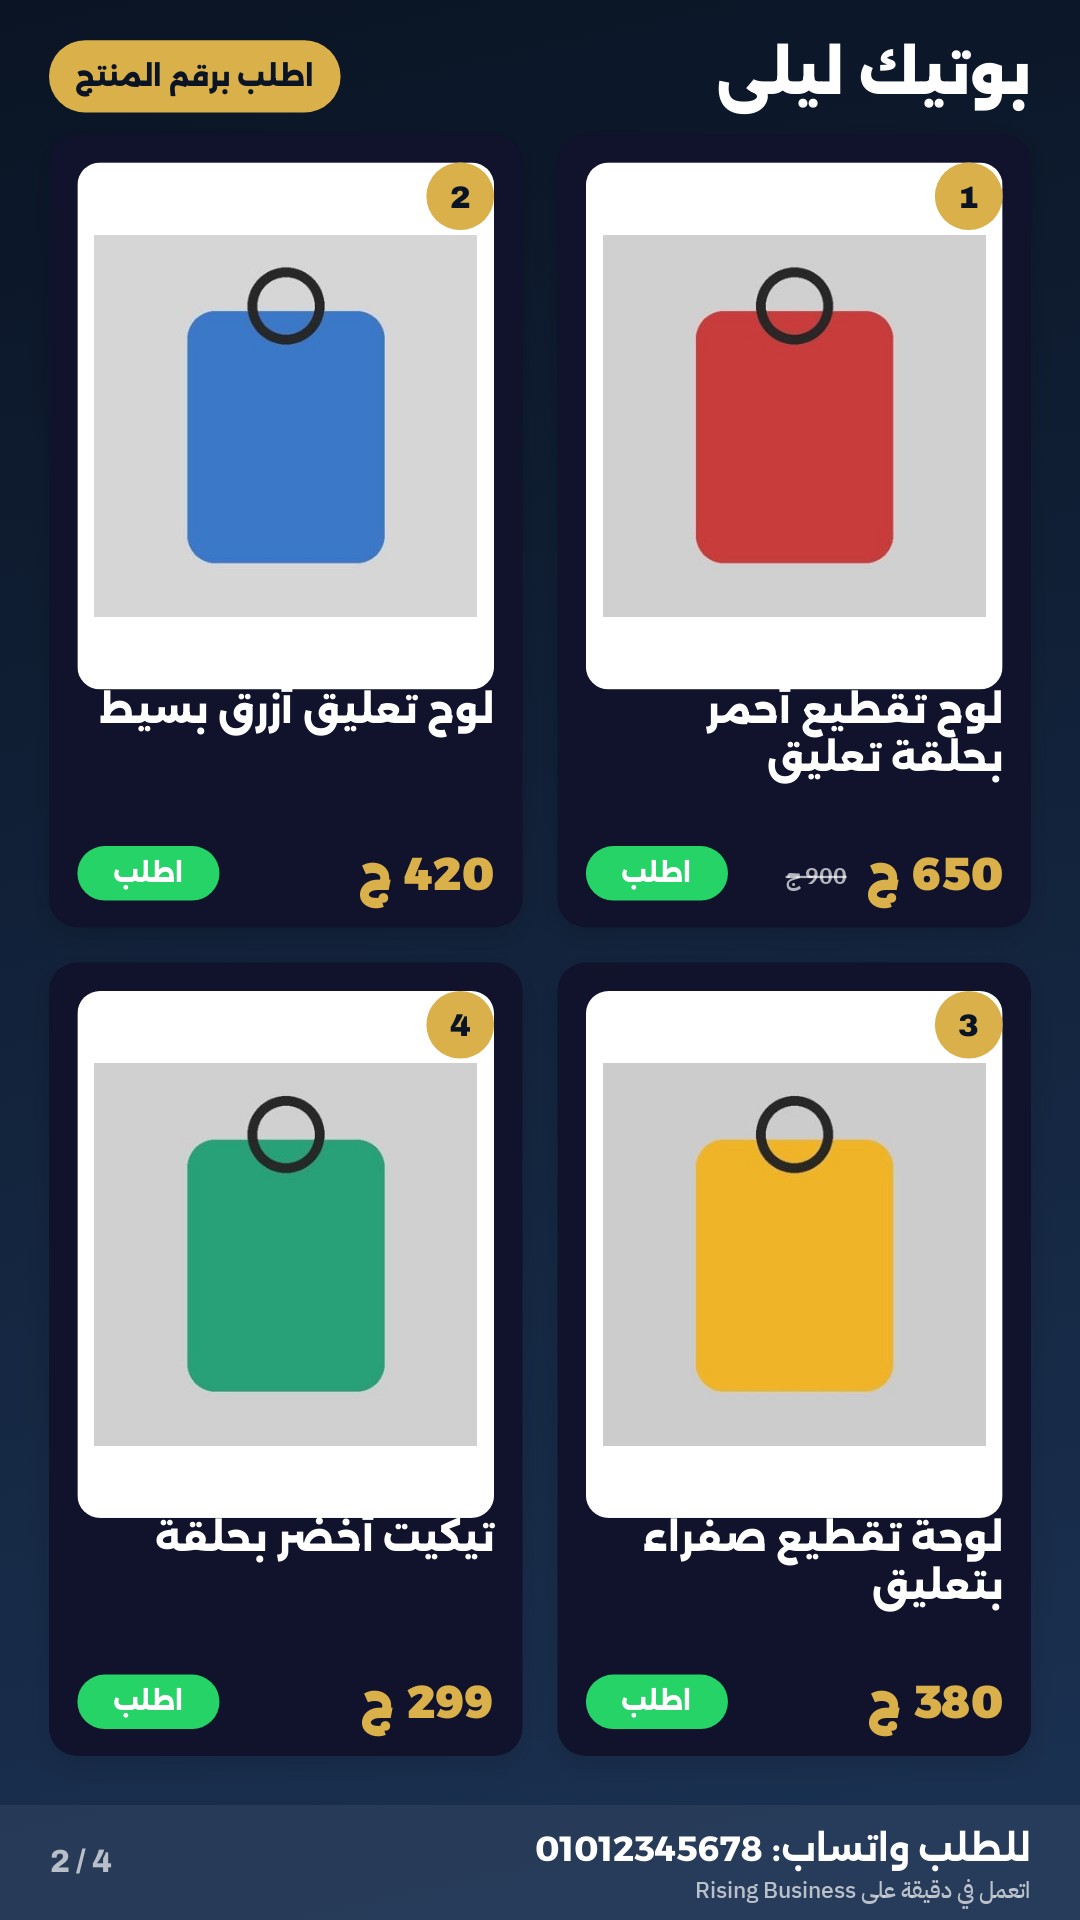 بوتيك ليلى
اطلب برقم المنتج
1
لوح تقطيع أحمر
بحلقة تعليق
650 ج
900 ج
اطلب
2
لوح تعليق أزرق بسيط
420 ج
اطلب
3
لوحة تقطيع صفراء
بتعليق
380 ج
اطلب
4
تيكيت أخضر بحلقة
299 ج
اطلب
للطلب واتساب: 01012345678
اتعمل في دقيقة على Rising Business
2 / 4